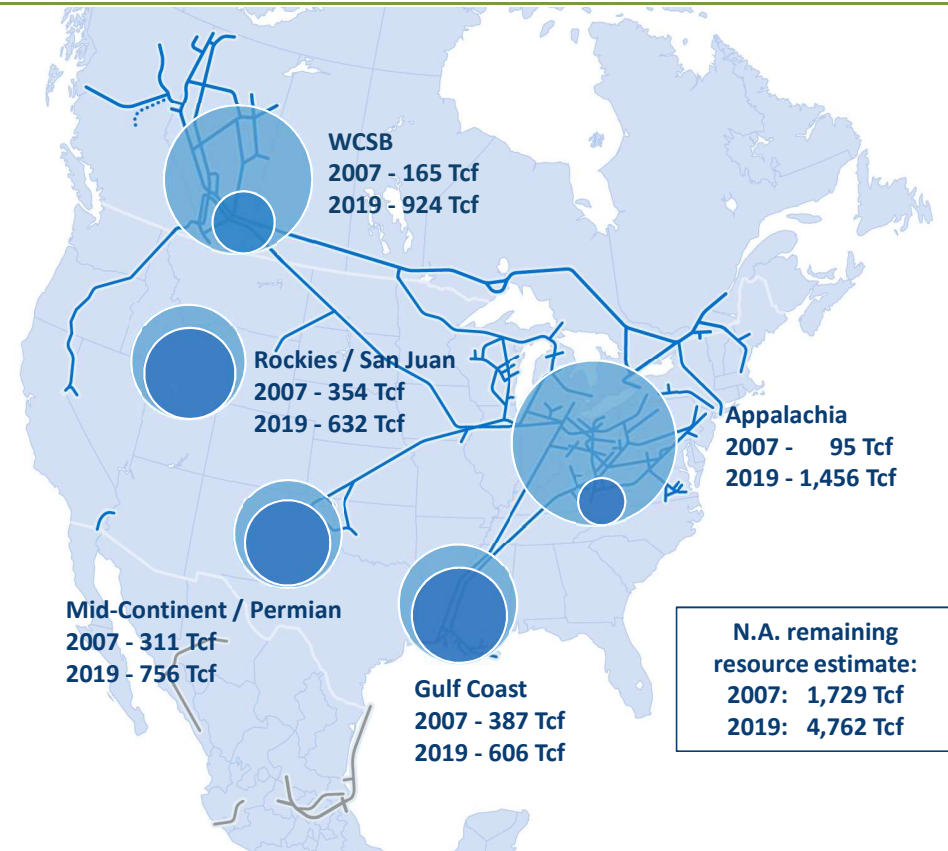 WCSB
2007 - 165 Tcf
2019 - 924 Tcf
Rockies / San Juan
2007 - 354 Tcf
2019 - 632 Tcf
Appalachia
2007 - 95 Tcf
2019 - 1,456 Tcf
Mid-Continent / Permian
2007 - 311 Tcf
2019 - 756 Tcf
Gulf Coast
2007 - 387 Tcf
2019 - 606 Tcf
N.A. remaining
resource estimate:
2007: 1,729 Tcf
2019: 4,762 Tcf